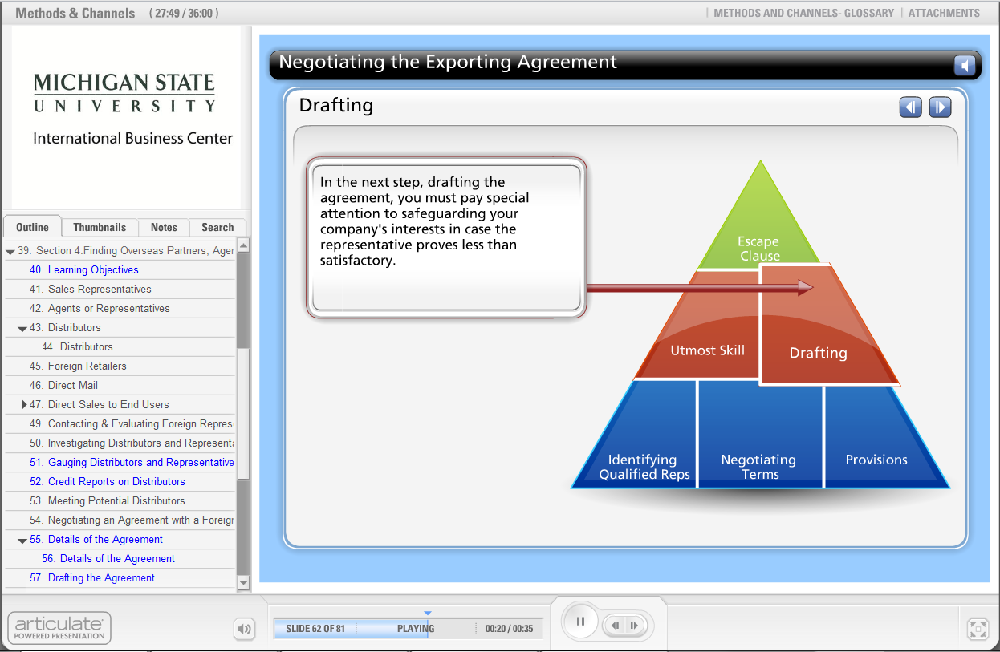 Methods & Channels ( 27:49 / 36:00 )
METHODS AND CHANNELS- GLOSSARY
ATTACHMENTS
MICHIGAN STATE
UNIVERSITY
International Business Center
Outline
Thumbnails
Notes
Search
39. Section 4:Finding Overseas Partners, Agen
40. Learning Objectives
41. Sales Representatives
42. Agents or Representatives
43. Distributors
44. Distributors
45. Foreign Retailers
46. Direct Mail
47. Direct Sales to End Users
49. Contacting & Evaluating Foreign Represe
50. Investigating Distributors and Representa
51. Gauging Distributors and Representative
52. Credit Reports on Distributors
53. Meeting Potential Distributors
54. Negotiating an Agreement with a Foreign
55. Details of the Agreement
56. Details of the Agreement
57. Drafting the Agreement
Negotiating the Exporting Agreement
Drafting
In the next step, drafting the
agreement, you must pay special
attention to safeguarding your
company's interests in case the
representative proves less than
satisfactory.
Escape
Clause
Utmost Skill
Drafting
Identifying
Qualified Reps
Negotiating
Terms
Provisions
articulate
POWERED PRESENTATION
SLIDE 62 OF 81
PLAYING
00:20 / 00:35